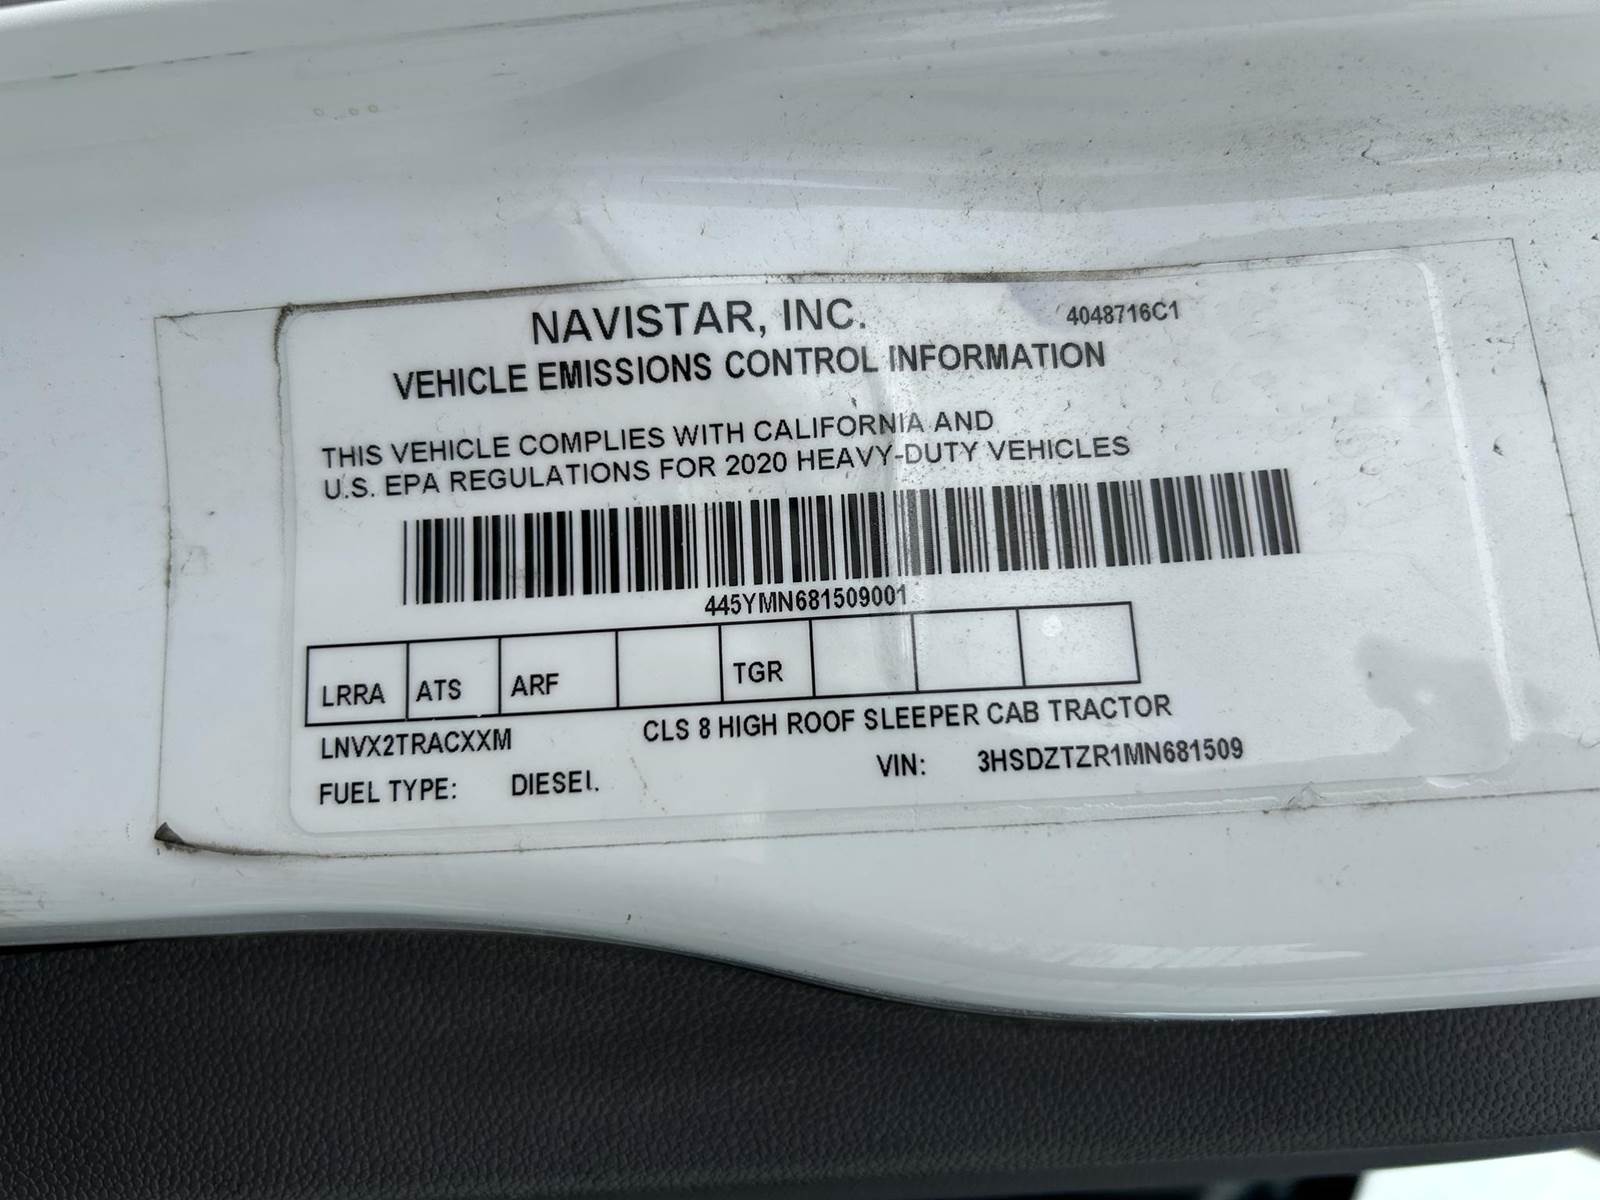 NAVISTAR, INC.
4048716C1
VEHICLE EMISSIONS CONTROL INFORMATION
THIS VEHICLE COMPLIES WITH CALIFORNIA AND
U.S. EPA REGULATIONS FOR 2020 HEAVY-DUTY VEHICLES
445YMN681509001
LRRA ATS ARF TGR
LNVX2TRACXXM CLS 8 HIGH ROOF SLEEPER CAB TRACTOR
FUEL TYPE: DIESEL VIN: 3HSDZTZR1MN681509